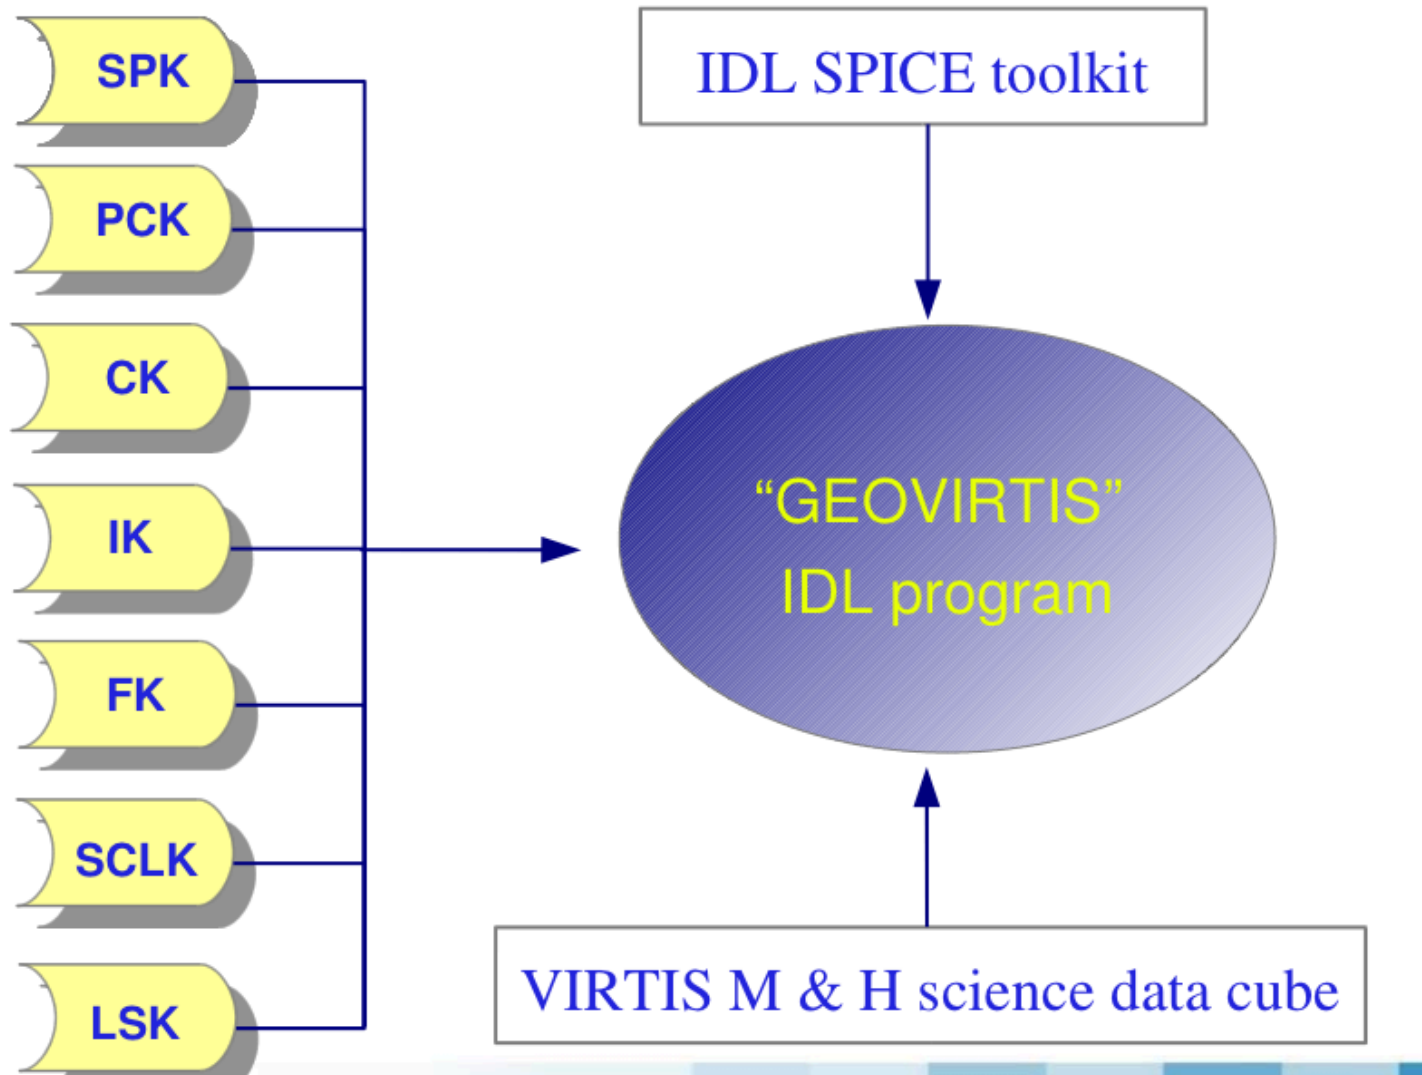 SPK
PCK
CK
IK
FK
SCLK
LSK
IDL SPICE toolkit
“GEOVIRTIS”
IDL program
VIRTIS M & H science data cube